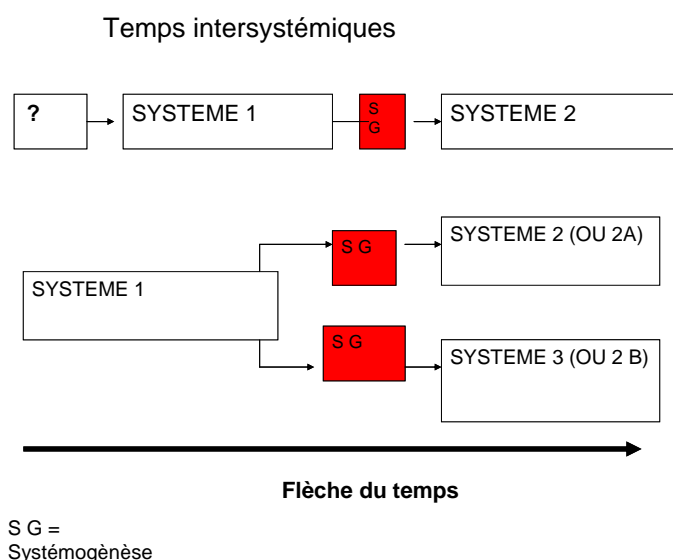 Temps intersystémiques
?
SYSTEME 1
S
G
SYSTEME 2
S G
SYSTEME 2 (OU 2A)
SYSTEME 1
S G
SYSTEME 3 (OU 2 B)
Flèche du temps
S G =
Systémogènèse